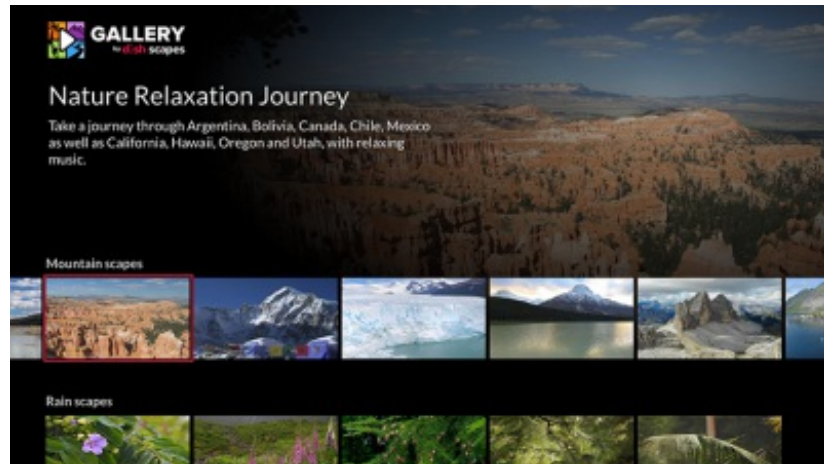 GALLERY
by dish scapes
Nature Relaxation Journey
Take a journey through Argentina, Bolivia, Canada, Chile, Mexico
as well as California, Hawaii, Oregon and Utah, with relaxing
music.
Mountain scapes
Rain scapes